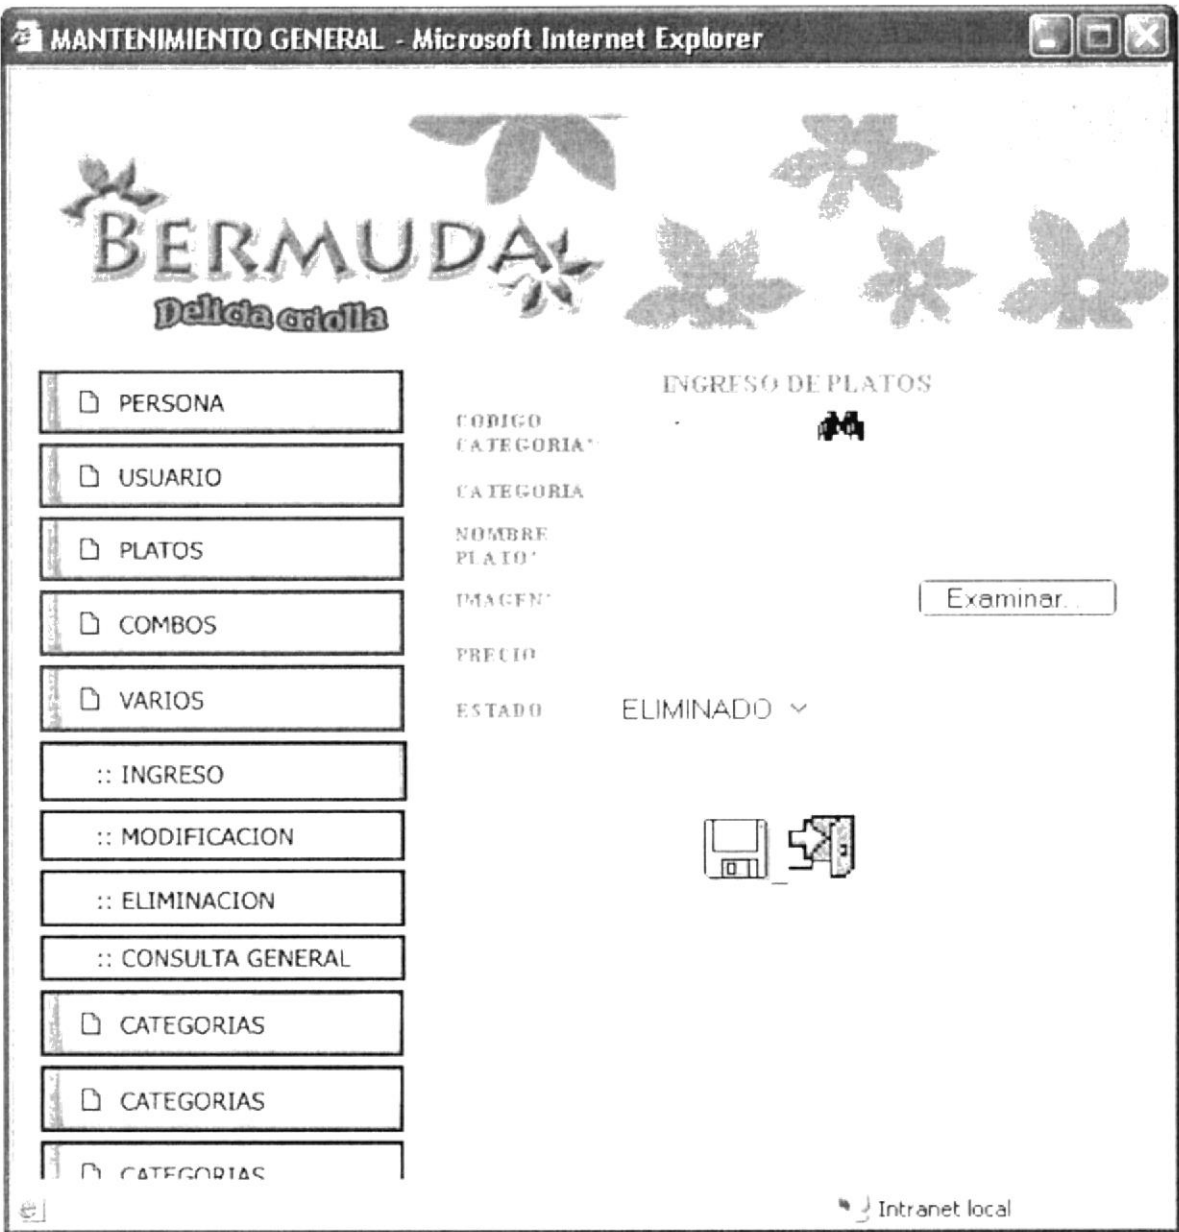 MANTENIMIENTO GENERAL - Microsoft Internet Explorer
BERMUDA
Delicia criolla
PERSONA
USUARIO
PLATOS
COMBOS
VARIOS
:: INGRESO
:: MODIFICACION
:: ELIMINACION
:: CONSULTA GENERAL
CATEGORIAS
CATEGORIAS
CATEGORIAS
INGRESO DE PLATOS
CODIGO
CATEGORIA*
CATEGORIA
NOMBRE
PLATO*
IMAGEN*
Examinar...
PRECIO
ESTADO
ELIMINADO
Intranet local